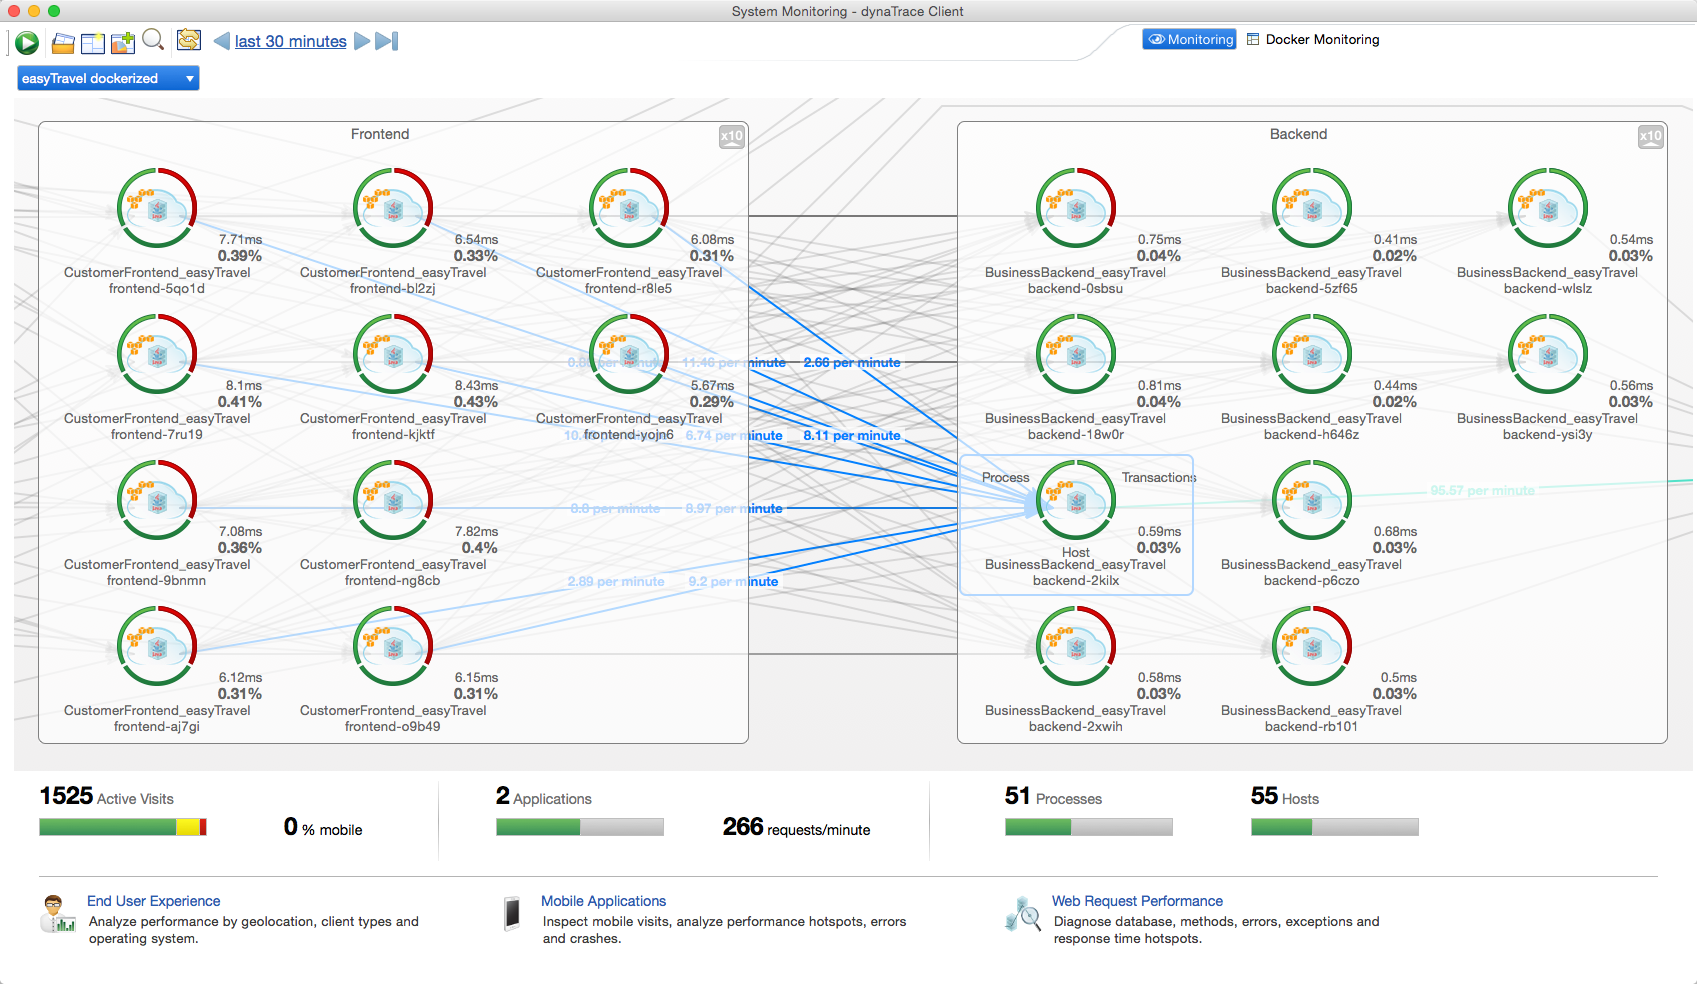 System Monitoring - dynaTrace Client
last 30 minutes
Monitoring
Docker Monitoring
easyTravel dockerized
Frontend
x10
7.71ms
0.39%
CustomerFrontend_easyTravel
frontend-5qo1d
6.54ms
0.33%
CustomerFrontend_easyTravel
frontend-bl2zj
6.08ms
0.31%
CustomerFrontend_easyTravel
frontend-r8le5
8.1ms
0.41%
CustomerFrontend_easyTravel
frontend-7ru19
8.43ms
0.43%
CustomerFrontend_easyTravel
frontend-kjktf
5.67ms
0.29%
CustomerFrontend_easyTravel
frontend-yojn6
7.08ms
0.36%
CustomerFrontend_easyTravel
frontend-9bnmn
7.82ms
0.4%
CustomerFrontend_easyTravel
frontend-ng8cb
6.12ms
0.31%
CustomerFrontend_easyTravel
frontend-aj7gi
6.15ms
0.31%
CustomerFrontend_easyTravel
frontend-o9b49
11.46 per minute
2.66 per minute
6.74 per minute
8.11 per minute
8.8 per minute
8.97 per minute
2.89 per minute
9.2 per minute
Backend
x10
0.75ms
0.04%
BusinessBackend_easyTravel
backend-0sbsu
0.41ms
0.02%
BusinessBackend_easyTravel
backend-5zf65
0.54ms
0.03%
BusinessBackend_easyTravel
backend-wlslz
0.81ms
0.04%
BusinessBackend_easyTravel
backend-18w0r
0.44ms
0.02%
BusinessBackend_easyTravel
backend-h646z
0.56ms
0.03%
BusinessBackend_easyTravel
backend-ysi3y
Process
Transactions
0.59ms
0.03%
Host
BusinessBackend_easyTravel
backend-2kilx
95.57 per minute
0.68ms
0.03%
BusinessBackend_easyTravel
backend-p6czo
0.58ms
0.03%
BusinessBackend_easyTravel
backend-2xwih
0.5ms
0.03%
BusinessBackend_easyTravel
backend-rb101
1525 Active Visits
0 % mobile
2 Applications
266 requests/minute
51 Processes
55 Hosts
End User Experience
Analyze performance by geolocation, client types and
operating system.
Mobile Applications
Inspect mobile visits, analyze performance hotspots, errors
and crashes.
Web Request Performance
Diagnose database, methods, errors, exceptions and
response time hotspots.